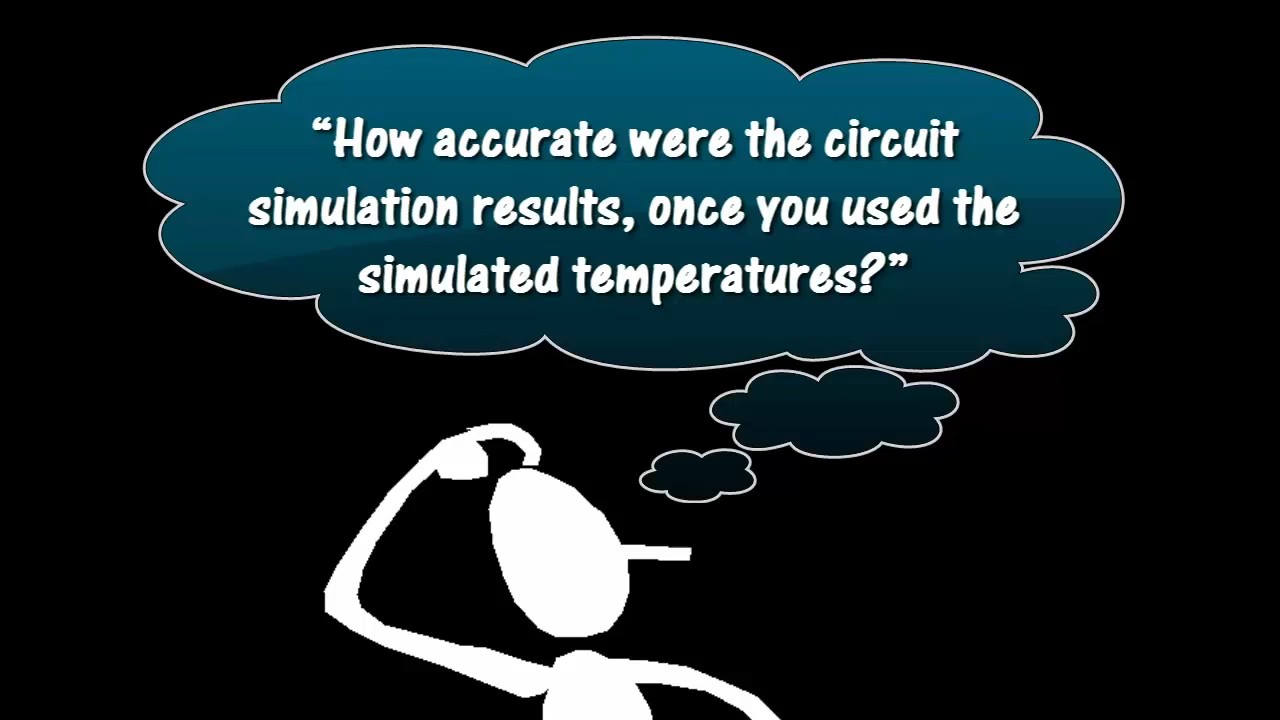 “How accurate were the circuit
simulation results, once you used the
simulated temperatures?”